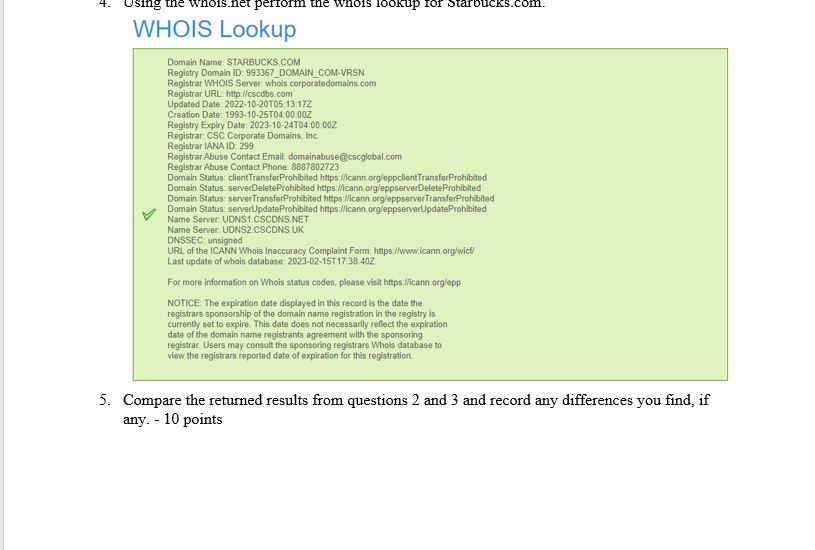 4. Using the whois.net perform the whois lookup for Starbucks.com.
WHOIS Lookup
Domain Name: STARBUCKS.COM
Registry Domain ID: 993367_DOMAIN_COM-VRSN
Registrar WHOIS Server: whois.corporatedomains.com
Registrar URL: http://cscdbs.com
Updated Date: 2022-10-20T05:13:17Z
Creation Date: 1993-10-25T04:00:00Z
Registry Expiry Date: 2023-10-24T04:00:00Z
Registrar: CSC Corporate Domains, Inc.
Registrar IANA ID: 299
Registrar Abuse Contact Email: domainabuse@cscglobal.com
Registrar Abuse Contact Phone: 8887802723
Domain Status: clientTransferProhibited https://icann.org/eppclientTransferProhibited
Domain Status: serverDeleteProhibited https://icann.org/eppserverDeleteProhibited
Domain Status: serverTransferProhibited https://icann.org/eppserverTransferProhibited
Domain Status: serverUpdateProhibited https://icann.org/eppserverUpdateProhibited
Name Server: UDNS1.CSCDNS.NET
Name Server: UDNS2.CSCDNS.UK
DNSSEC: unsigned
URL of the ICANN Whois Inaccuracy Complaint Form: https://www.icann.org/wicf/
Last update of whois database: 2023-02-15T17:38:40Z
For more information on Whois status codes, please visit https://icann.org/epp
NOTICE: The expiration date displayed in this record is the date the
registrars sponsorship of the domain name registration in the registry is
currently set to expire. This date does not necessarily reflect the expiration
date of the domain name registrants agreement with the sponsoring
registrar. Users may consult the sponsoring registrars Whois database to
view the registrars reported date of expiration for this registration.
5. Compare the returned results from questions 2 and 3 and record any differences you find, if
any. - 10 points